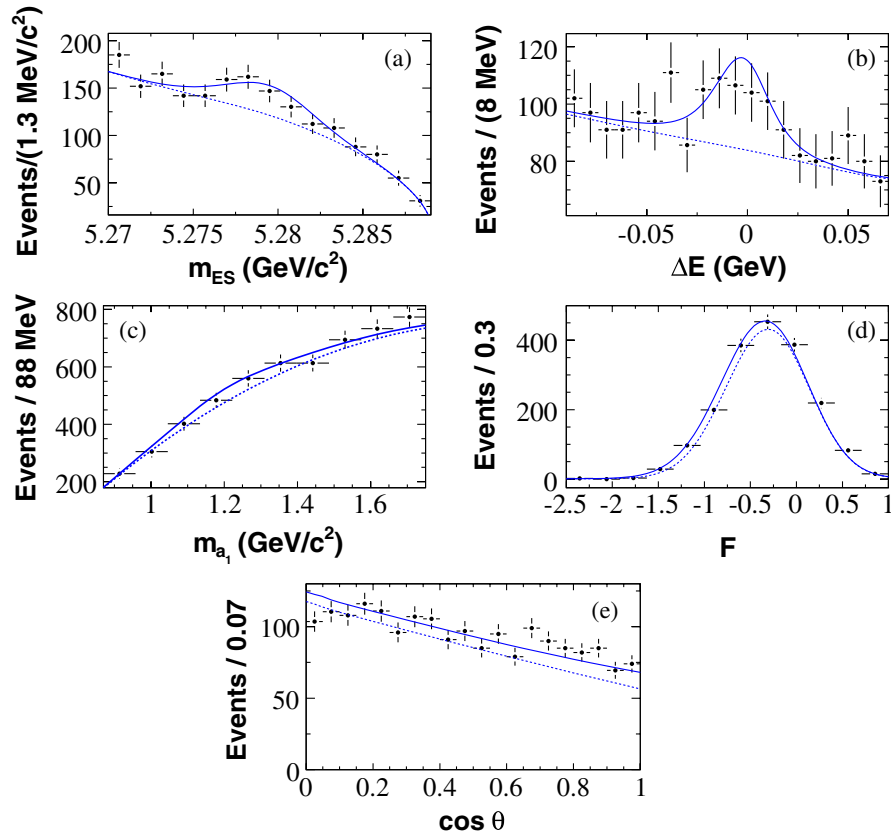 200
150
100
50
Events/(1.3 MeV/c²)
(a)
5.27
5.275
5.28
5.285
m_ES (GeV/c²)
120
100
80
Events / (8 MeV)
(b)
-0.05
0
0.05
ΔE (GeV)
800
600
400
200
Events / 88 MeV
(c)
1
1.2
1.4
1.6
m_a₁ (GeV/c²)
400
200
0
Events / 0.3
(d)
-2.5
-2
-1.5
-1
-0.5
0
0.5
1
F
100
50
0
Events / 0.07
(e)
0
0.2
0.4
0.6
0.8
1
cos θ